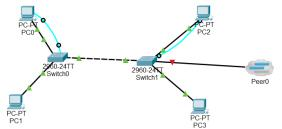 PC-PT
PC0
PC-PT
PC2
2960-24TT
Switch0
2960-24TT
Switch1
Peer0
PC-PT
PC1
PC-PT
PC3